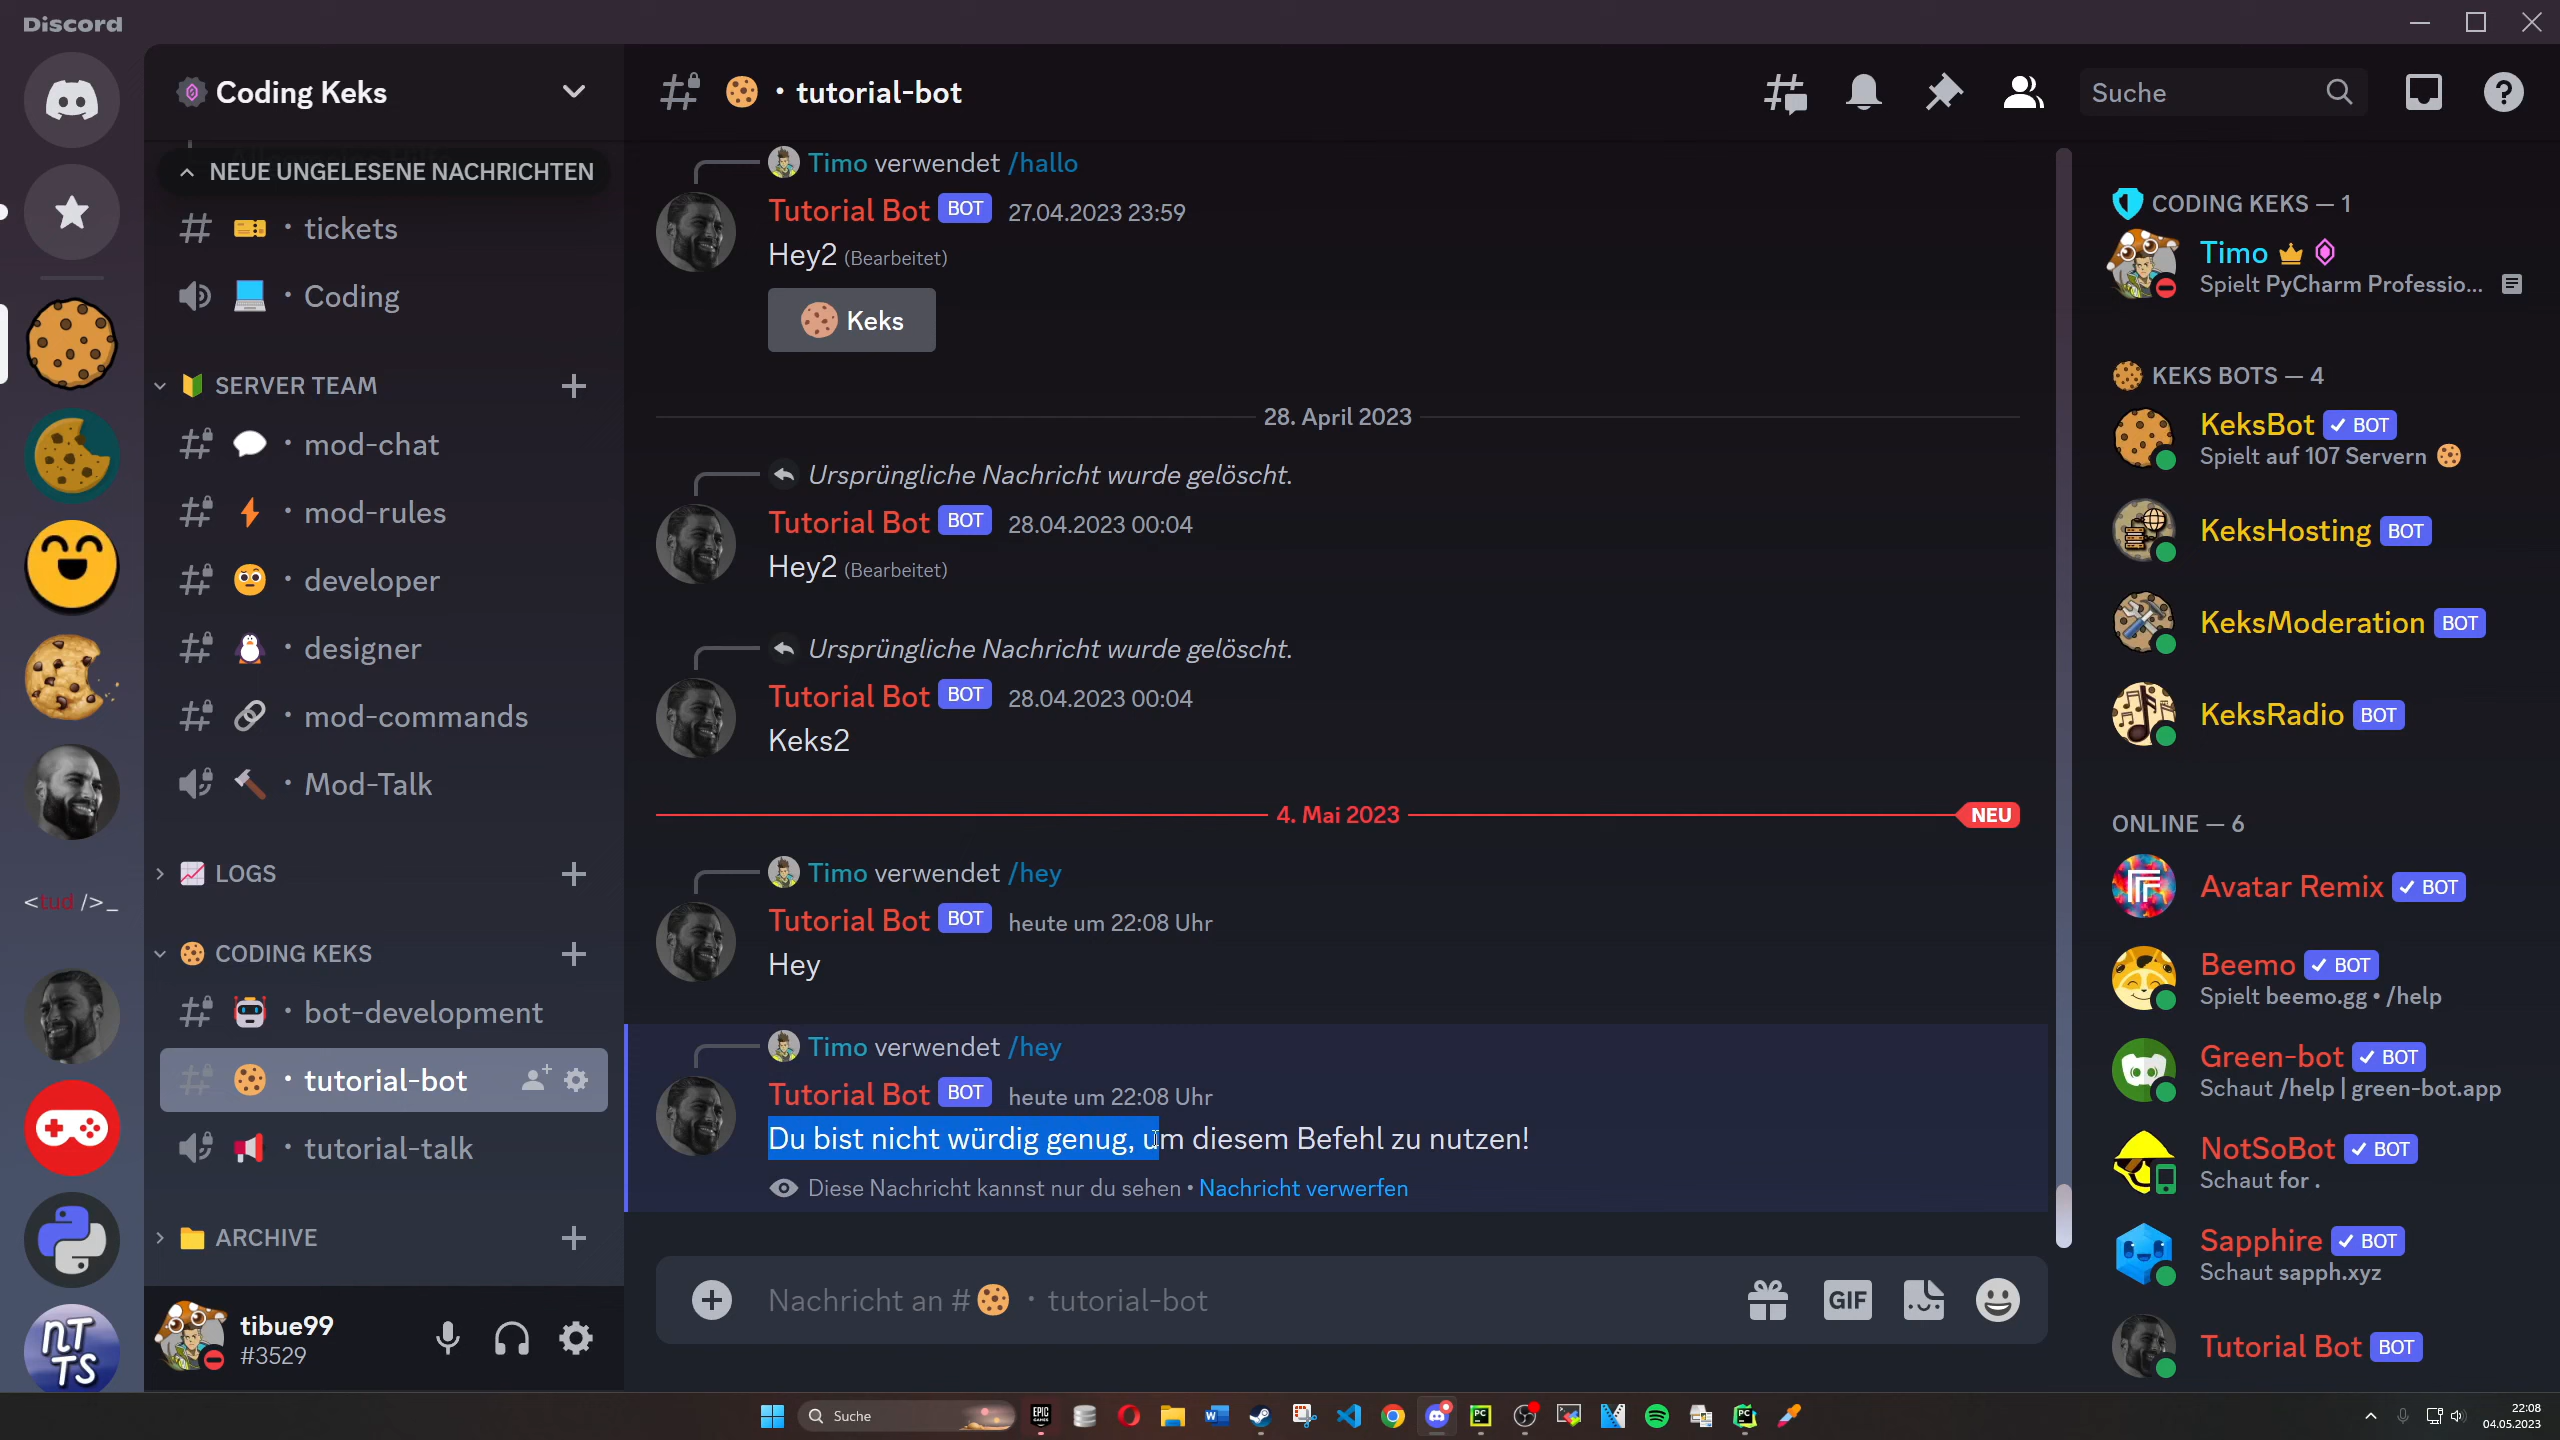 Discord
Coding Keks
NEUE UNGELESENE NACHRICHTEN
tickets
Coding
SERVER TEAM
mod-chat
mod-rules
developer
designer
mod-commands
Mod-Talk
LOGS
<tud />_
CODING KEKS
bot-development
tutorial-bot
tutorial-talk
ARCHIVE
tibue99
#3529
tutorial-bot
Suche
Timo verwendet /hallo
Tutorial Bot BOT 27.04.2023 23:59
Hey2 (Bearbeitet)
Keks
28. April 2023
Ursprüngliche Nachricht wurde gelöscht.
Tutorial Bot BOT 28.04.2023 00:04
Hey2 (Bearbeitet)
Ursprüngliche Nachricht wurde gelöscht.
Tutorial Bot BOT 28.04.2023 00:04
Keks2
4. Mai 2023 NEU
Timo verwendet /hey
Tutorial Bot BOT heute um 22:08 Uhr
Hey
Timo verwendet /hey
Tutorial Bot BOT heute um 22:08 Uhr
Du bist nicht würdig genug, um diesem Befehl zu nutzen!
Diese Nachricht kannst nur du sehen • Nachricht verwerfen
Nachricht an # tutorial-bot
GIF
CODING KEKS — 1
Timo
Spielt PyCharm Professio...
KEKS BOTS — 4
KeksBot ✓ BOT
Spielt auf 107 Servern
KeksHosting BOT
KeksModeration BOT
KeksRadio BOT
ONLINE — 6
Avatar Remix ✓ BOT
Beemo ✓ BOT
Spielt beemo.gg • /help
Green-bot ✓ BOT
Schaut /help | green-bot.app
NotSoBot ✓ BOT
Schaut for .
Sapphire ✓ BOT
Schaut sapph.xyz
Tutorial Bot BOT
NT
TS
Suche
EPIC
22:08
04.05.2023